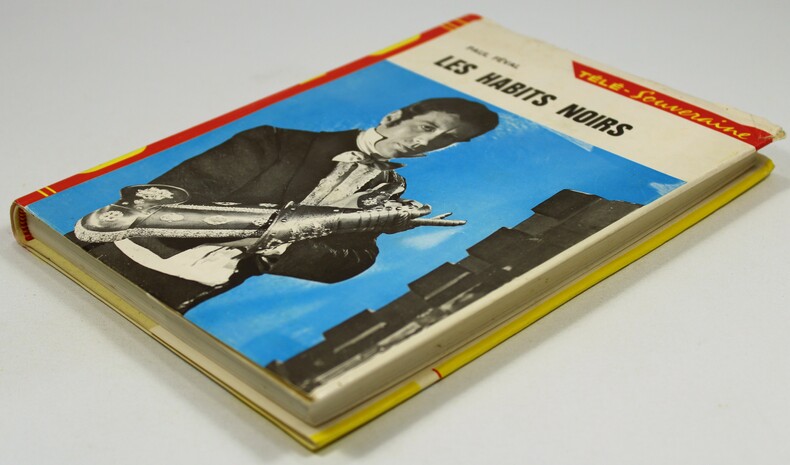 PAUL FÉVAL
LES HABITS NOIRS
TÉLÉ-Souveraine